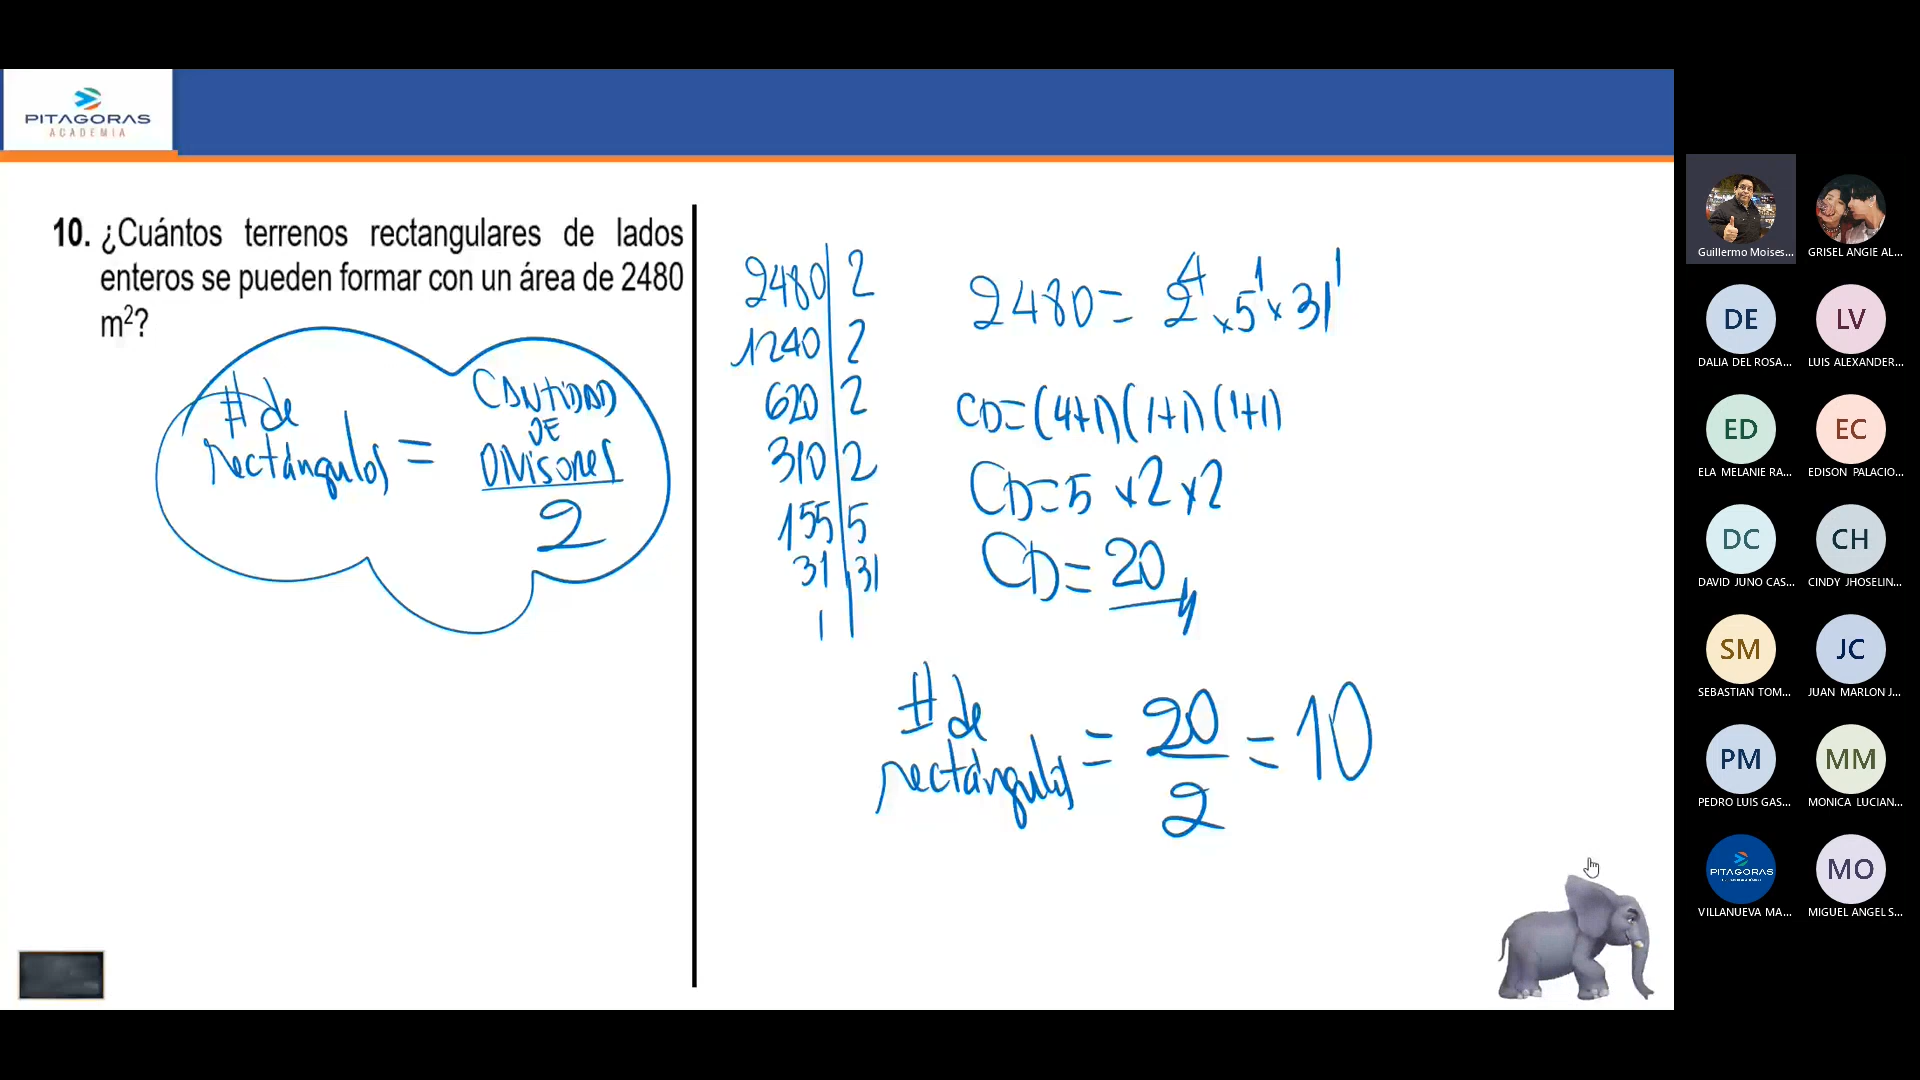 PITAGORAS
ACADEMIA
10. ¿Cuántos terrenos rectangulares de lados
enteros se pueden formar con un área de 2480
m²?
# de
rectángulos = CANTIDAD
DE
DIVISORES
2
2480 | 2
1240 | 2
620 | 2
310 | 2
155 | 5
31 | 31
1
2480 = 2⁴ x 5¹ x 31¹
CD = (4+1)(1+1)(1+1)
CD = 5 x 2 x 2
CD = 20
# de
rectángulos = 20/2 = 10
Guillermo Moises...
GRISEL ANGIE AL...
DE
LV
DALIA DEL ROSA...
LUIS ALEXANDER...
ED
EC
ELA MELANIE RA...
EDISON PALACIO...
DC
CH
DAVID JUNO CAS...
CINDY JHOSELIN...
SM
JC
SEBASTIAN TOM...
JUAN MARLON J...
PM
MM
PEDRO LUIS GAS...
MONICA LUCIAN...
PITAGORAS
MO
VILLANUEVA MA...
MIGUEL ANGEL S...